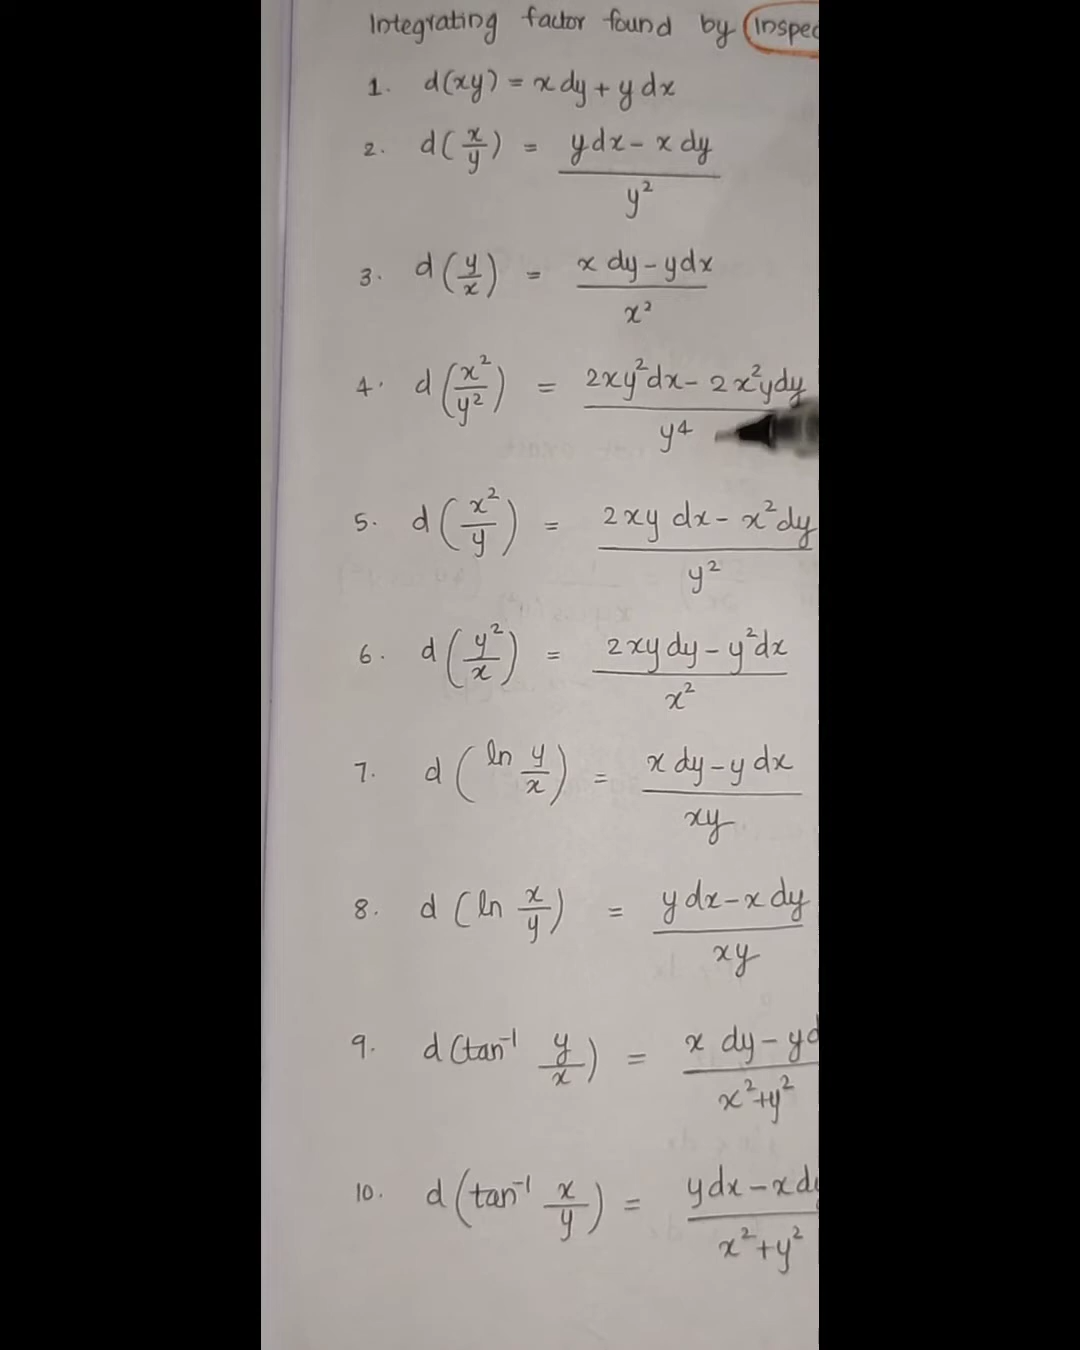 Integrating factor found by Inspec
1. d(xy) = x dy + y dx
2. d(x/y) = (y dx - x dy)/y²
3. d(y/x) = (x dy - y dx)/x²
4. d(x²/y²) = (2xy²dx - 2x²ydy)/y⁴
5. d(x²/y) = (2xy dx - x²dy)/y²
6. d(y²/x) = (2xy dy - y²dx)/x²
7. d(ln y/x) = (x dy - y dx)/xy
8. d(ln x/y) = (y dx - x dy)/xy
9. d(tan⁻¹ y/x) = (x dy - yd)/x²+y²
10. d(tan⁻¹ x/y) = (y dx - x dy)/x²+y²